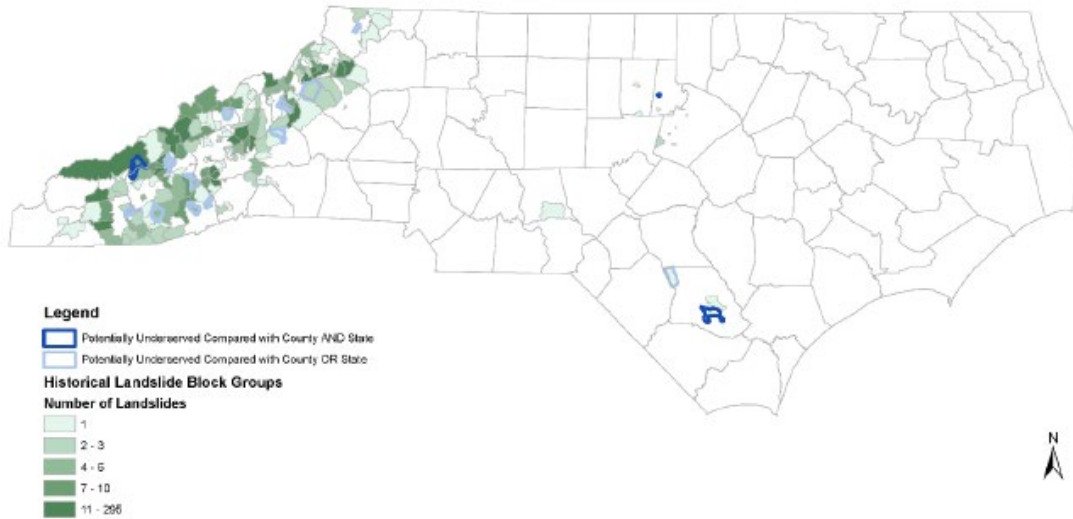 N
Legend
Potentially Underserved Compared with County AND State
Potentially Underserved Compared with County OR State
Historical Landslide Block Groups
Number of Landslides
1
2 - 3
4 - 6
7 - 10
11 - 295